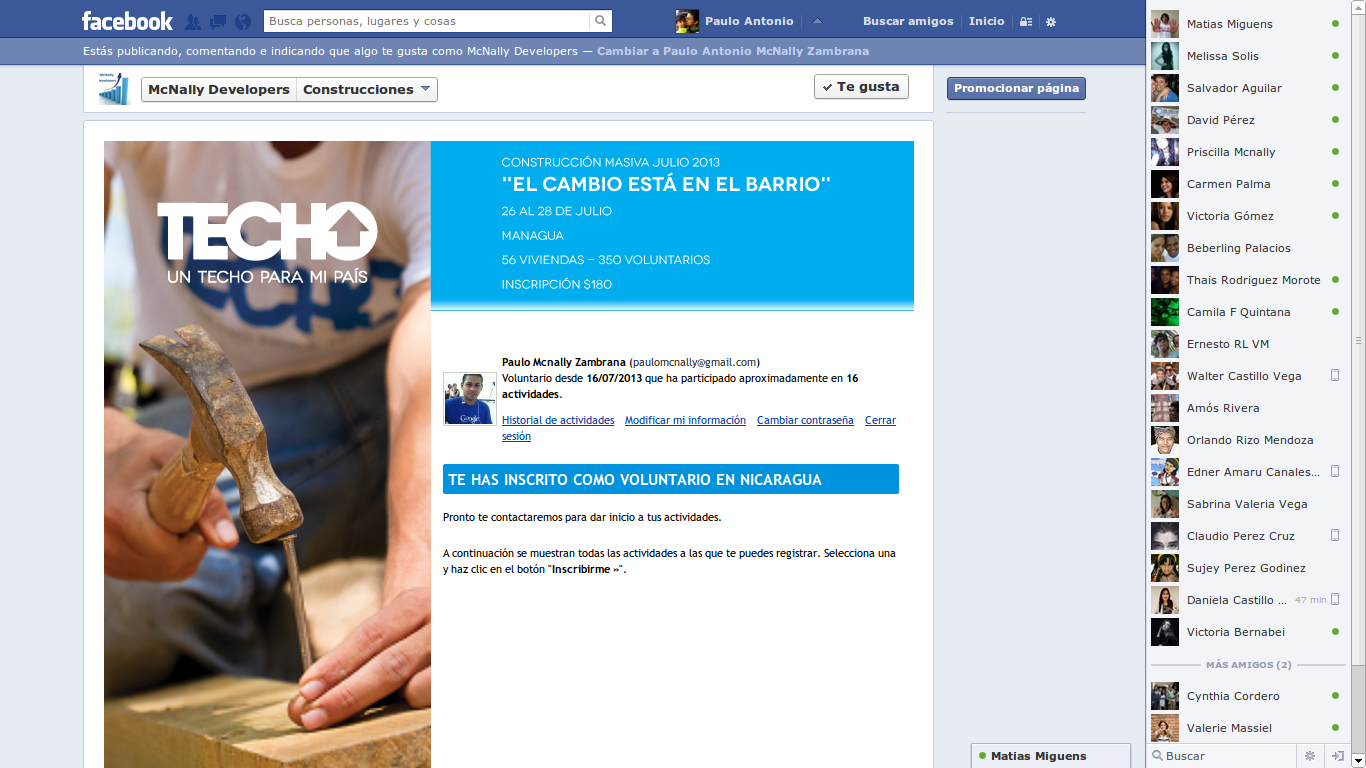 facebook
Busca personas, lugares y cosas
Paulo Antonio
Buscar amigos
Inicio
Estás publicando, comentando e indicando que algo te gusta como McNally Developers — Cambiar a Paulo Antonio McNally Zambrana
McNally Developers
Construcciones
Te gusta
Promocionar página
TECHO
UN TECHO PARA MI PAÍS
CONSTRUCCIÓN MASIVA JULIO 2013
"EL CAMBIO ESTÁ EN EL BARRIO"
26 AL 28 DE JULIO
MANAGUA
56 VIVIENDAS – 350 VOLUNTARIOS
INSCRIPCIÓN $180
Paulo Mcnally Zambrana (paulomcnally@gmail.com)
Voluntario desde 16/07/2013 que ha participado aproximadamente en 16
actividades.
Google
Historial de actividades Modificar mi información Cambiar contraseña Cerrar
sesión
TE HAS INSCRITO COMO VOLUNTARIO EN NICARAGUA
Pronto te contactaremos para dar inicio a tus actividades.
A continuación se muestran todas las actividades a las que te puedes registrar. Selecciona una
y haz clic en el botón "Inscribirme »".
Matias Miguens
Melissa Solis
Salvador Aguilar
David Pérez
Priscilla Mcnally
Carmen Palma
Victoria Gómez
Beberling Palacios
Thais Rodriguez Morote
Camila F Quintana
Ernesto RL VM
Walter Castillo Vega
Amós Rivera
Orlando Rizo Mendoza
Edner Amaru Canales...
Sabrina Valeria Vega
Claudio Perez Cruz
Sujey Perez Godinez
Daniela Castillo ... 47 min
Victoria Bernabei
MÁS AMIGOS (2)
Cynthia Cordero
Valerie Massiel
Matias Miguens
Buscar